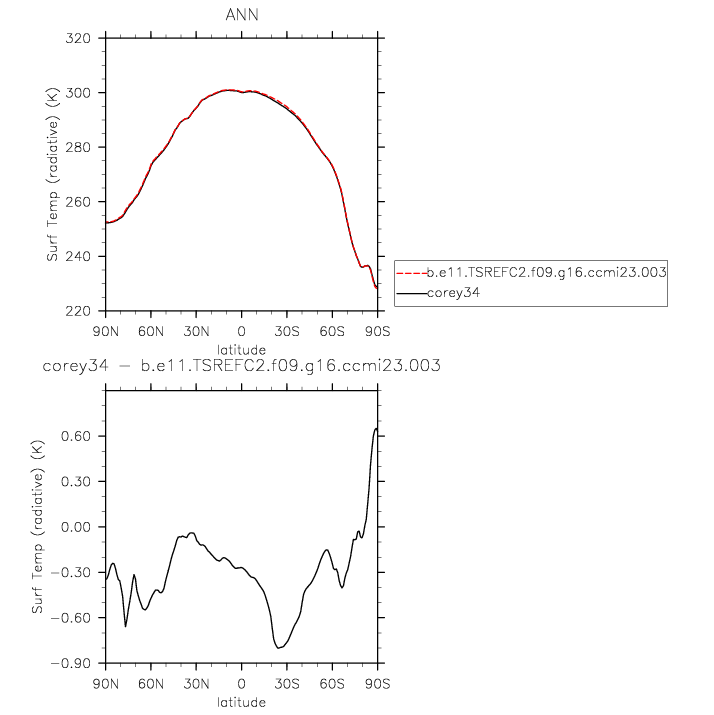 ANN
320
300
280
260
240
220
Surf Temp (radiative) (K)
90N 60N 30N 0 30S 60S 90S
latitude
b.e11.TSREFC2.f09.g16.ccmi23.003
corey34
corey34 − b.e11.TSREFC2.f09.g16.ccmi23.003
0.60
0.30
0.00
−0.30
−0.60
−0.90
Surf Temp (radiative) (K)
90N 60N 30N 0 30S 60S 90S
latitude